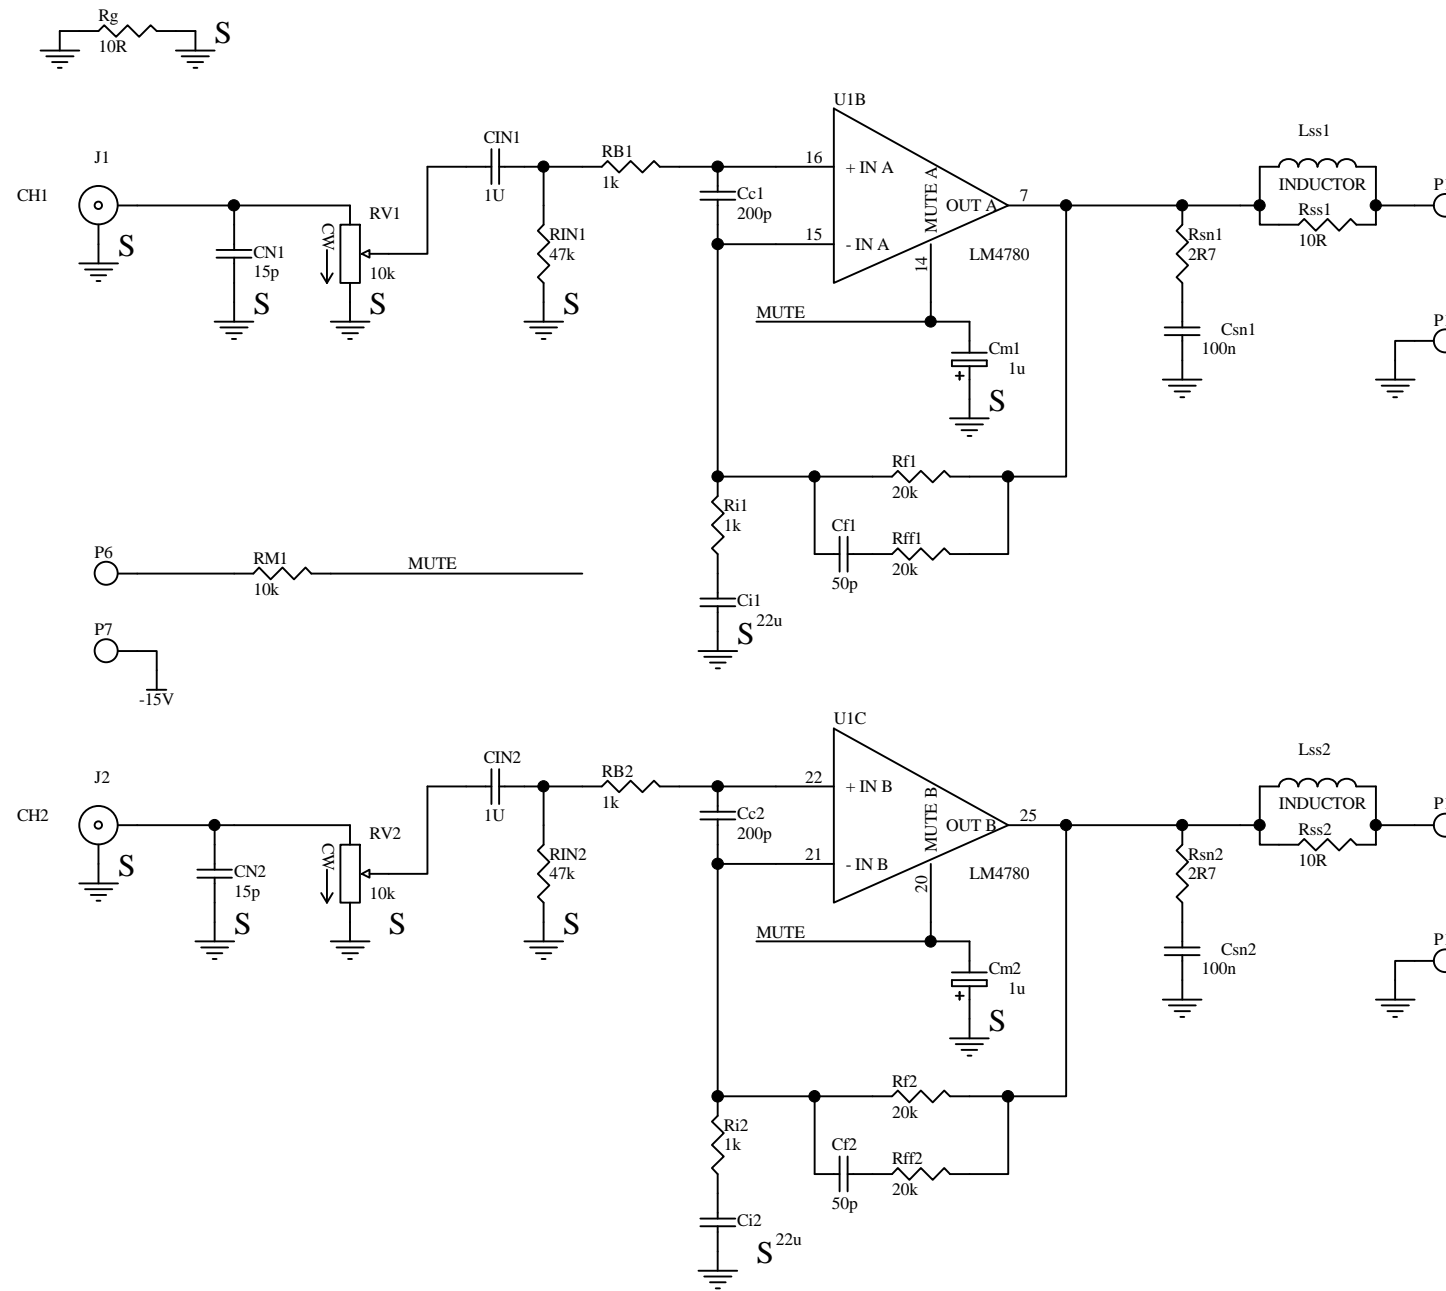 Rg
10R
S
U1B
CIN1
1U
RB1
1k
16
+ IN A
MUTE A
OUT A
7
15
- IN A
14
LM4780
Lss1
INDUCTOR
Rss1
10R
J1
CH1
S
CN1
15p
S
RV1
CW
10k
S
RIN1
47k
S
Cc1
200p
Rsn1
2R7
Csn1
100n
MUTE
Cm1
1u
S
Rf1
20k
Ri1
1k
Cf1
50p
Rff1
20k
Ci1
22u
S
P6
RM1
10k
MUTE
P7
-15V
U1C
CIN2
1U
RB2
1k
22
+ IN B
MUTE B
OUT B
25
21
- IN B
20
LM4780
Lss2
INDUCTOR
Rss2
10R
J2
CH2
S
CN2
15p
S
RV2
CW
10k
S
RIN2
47k
S
Cc2
200p
Rsn2
2R7
Csn2
100n
MUTE
Cm2
1u
S
Rf2
20k
Ri2
1k
Cf2
50p
Rff2
20k
Ci2
22u
S